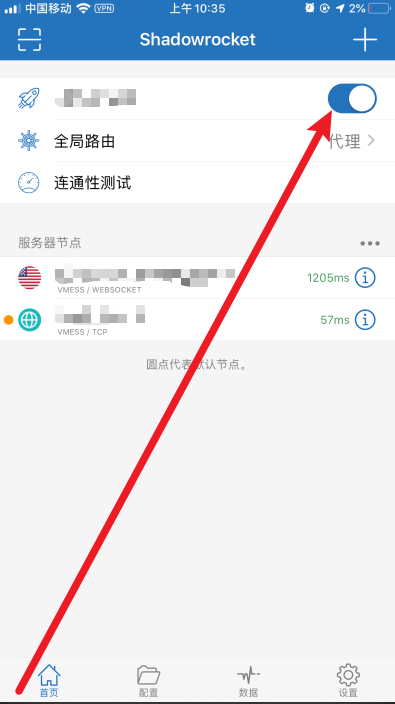 中国移动 VPN 上午 10:35 2%
Shadowrocket
全局路由 代理
连通性测试
服务器节点
1205ms
VMESS / WEBSOCKET
57ms
VMESS / TCP
圆点代表默认节点。
首页 配置 数据 设置